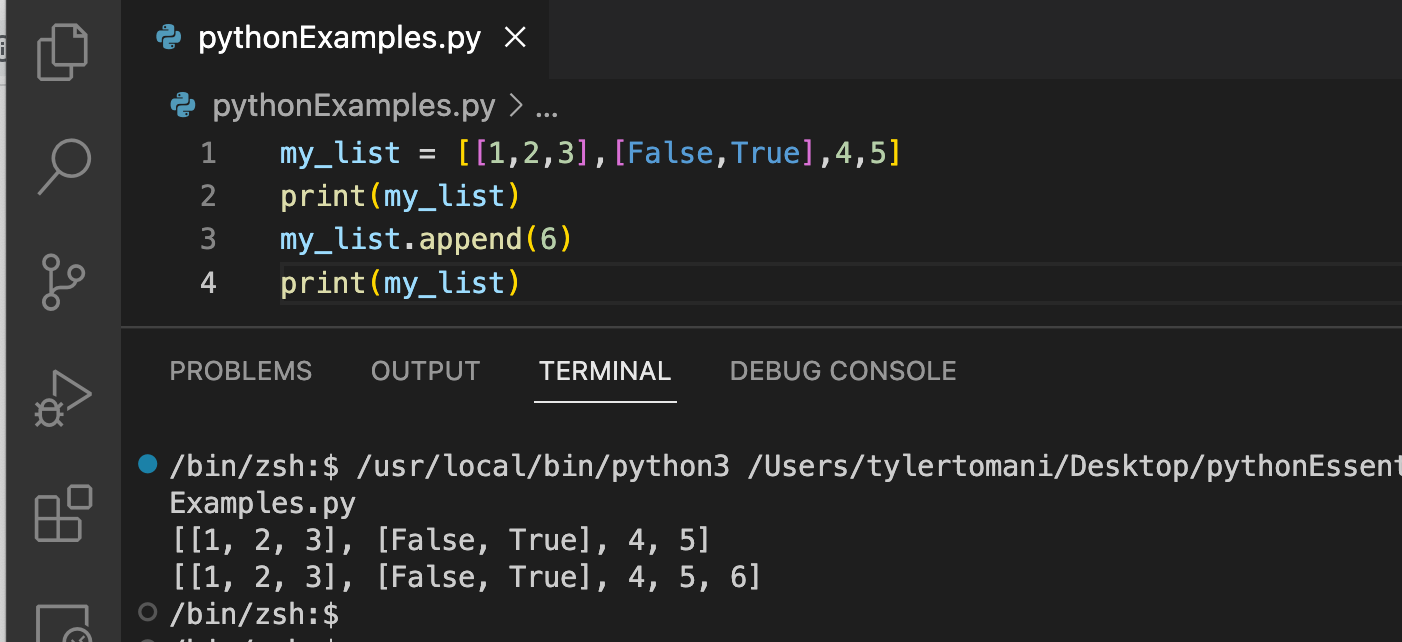 pythonExamples.py
pythonExamples.py > ...
1 my_list = [[1,2,3],[False,True],4,5]
2 print(my_list)
3 my_list.append(6)
4 print(my_list)
PROBLEMS OUTPUT TERMINAL DEBUG CONSOLE
/bin/zsh:$ /usr/local/bin/python3 /Users/tylertomani/Desktop/pythonEssent
Examples.py
[[1, 2, 3], [False, True], 4, 5]
[[1, 2, 3], [False, True], 4, 5, 6]
/bin/zsh:$